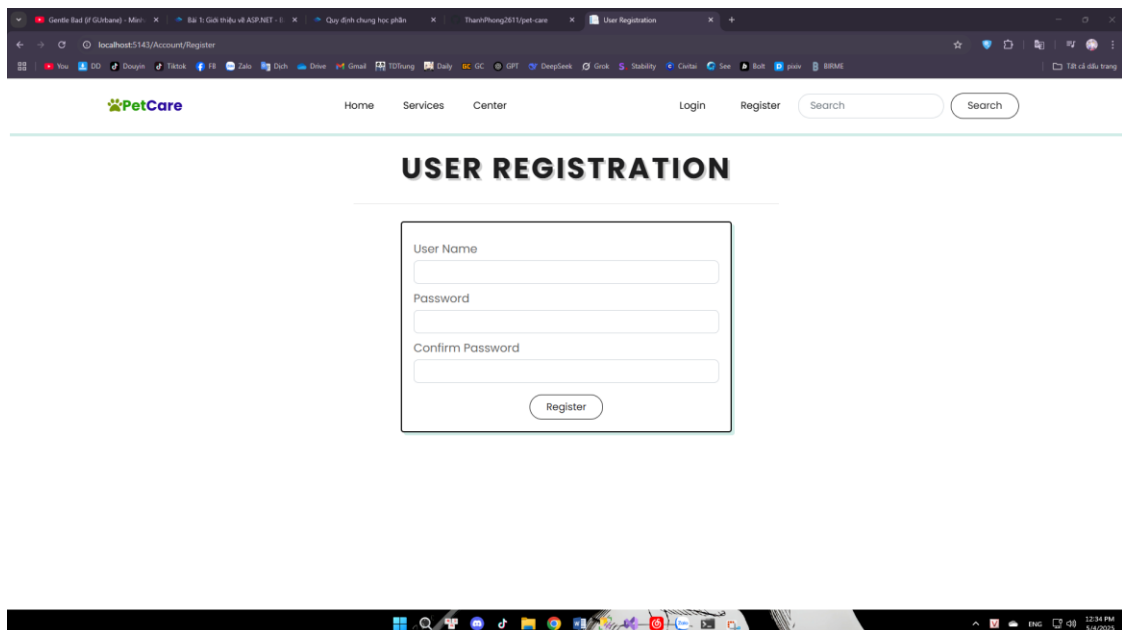 Gentle Bad (if GUrbane) - Minh
Bài 1: Giới thiệu về ASP.NET - 
Quy định chung học phần
ThanhPhong2611/pet-care
User Registration
localhost:5143/Account/Register
You DD Douyin Tiktok FB Zalo Dich Drive Gmail TDTrung Daily GC GPT DeepSeek Grok Stability Civitai See Bolt pixiv BIRME Tất cả dấu trang
PetCare Home Services Center Login Register Search Search
USER REGISTRATION
User Name
Password
Confirm Password
Register
ENG 12:34 PM
5/4/2025